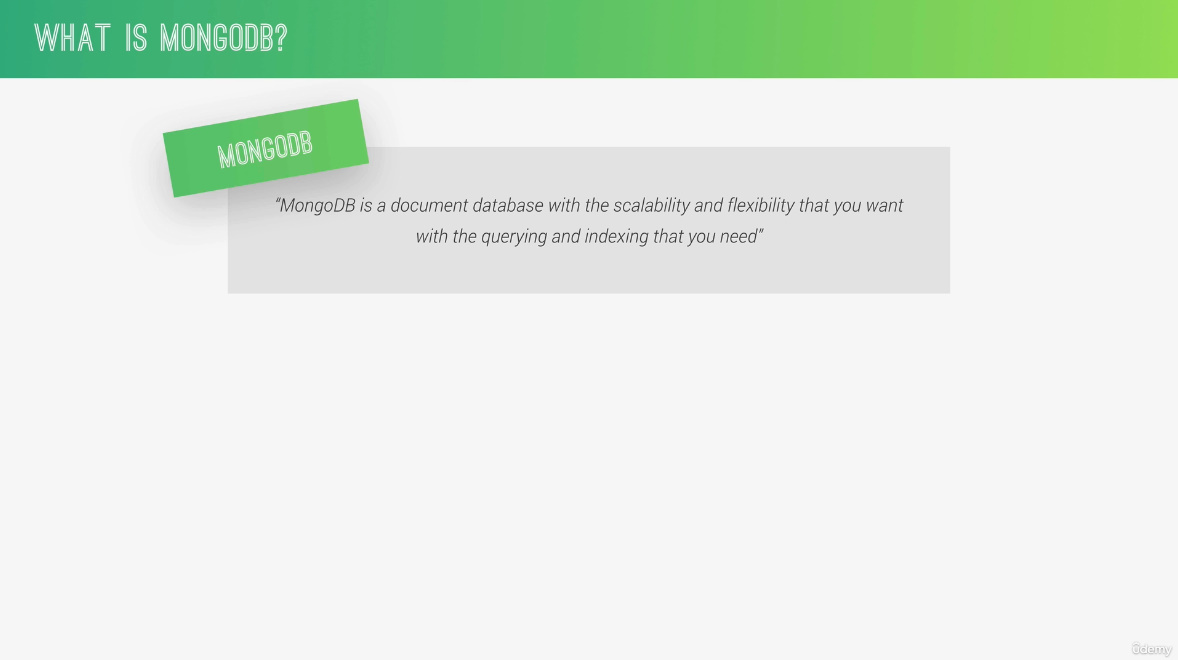 WHAT IS MONGODB?
MONGODB
“MongoDB is a document database with the scalability and flexibility that you want
with the querying and indexing that you need”
ûdemy